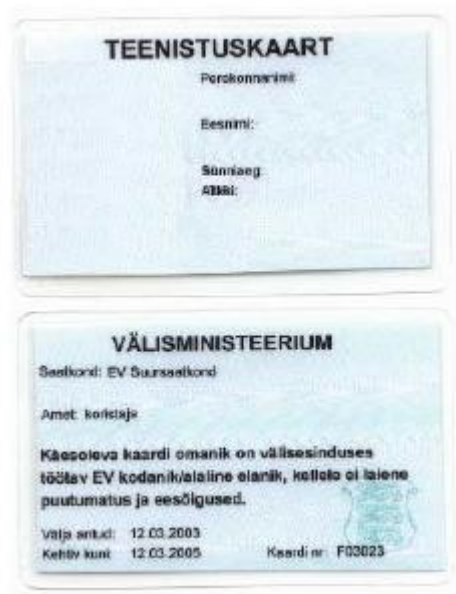 TEENISTUSKAART
Perekonnanimi:
Eesnimi:
Sünniaeg:
Allkiri:
VÄLISMINISTEERIUM
Saatkond: EV Suursaatkond
Amet: koristaja
Käesoleva kaardi omanik on välisesinduses
töötav EV kodanik/alaline elanik, kellele ei laiene
puutumatus ja eesõigused.
Välja antud: 12.03.2003
Kehtiv kuni: 12.03.2005 Kaardi nr: F03023